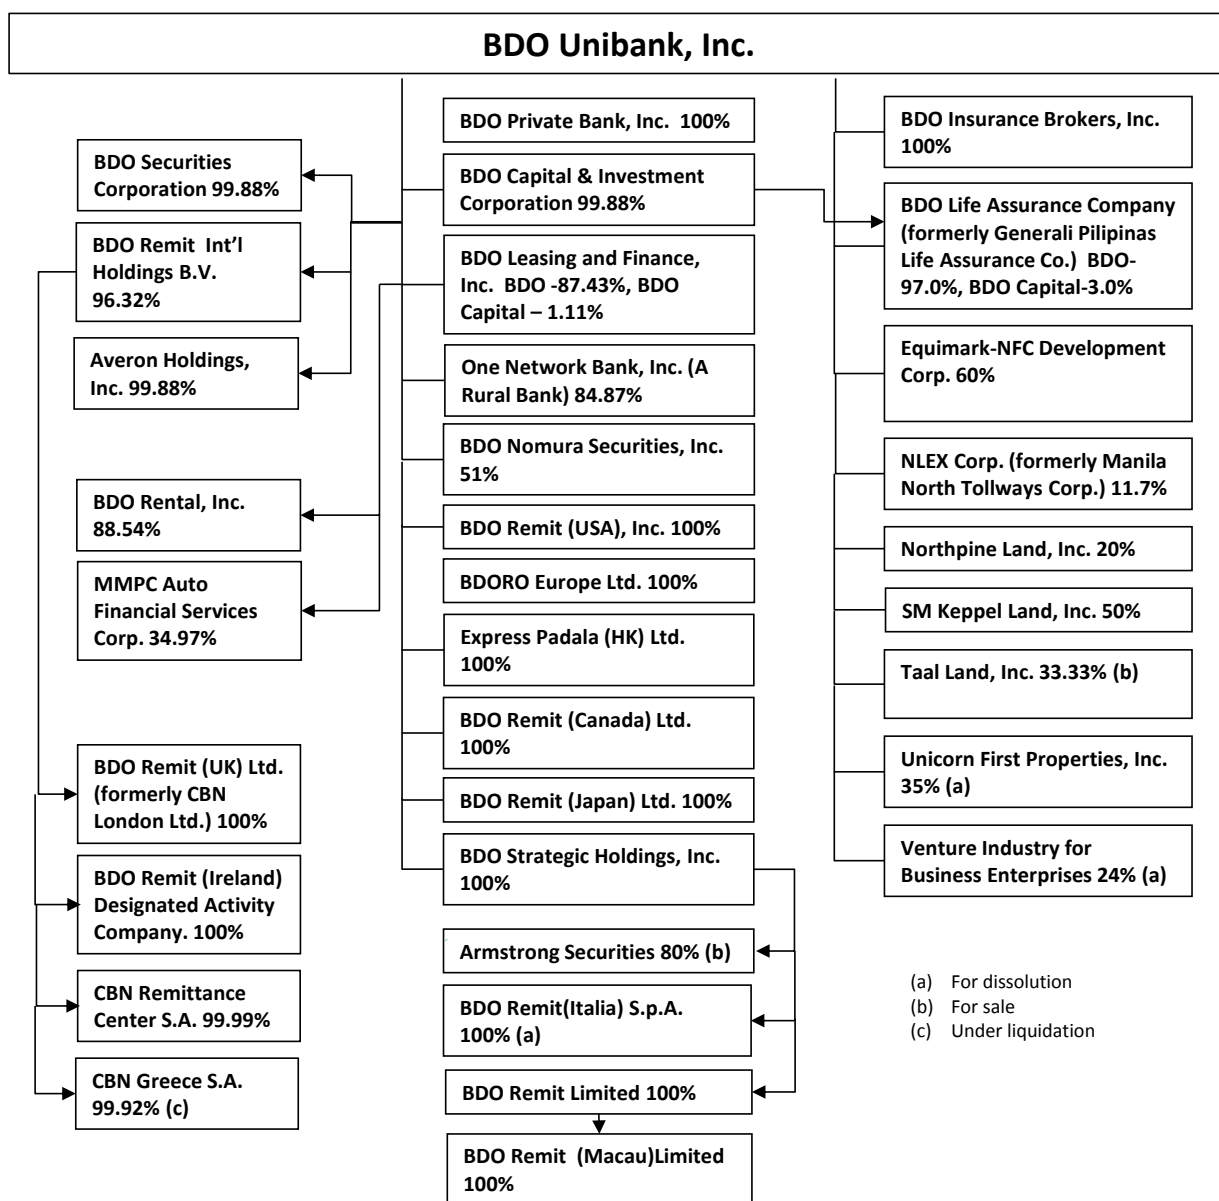 BDO Unibank, Inc.
BDO Securities
Corporation 99.88%
BDO Remit Int’l
Holdings B.V.
96.32%
Averon Holdings,
Inc. 99.88%
BDO Rental, Inc.
88.54%
MMPC Auto
Financial Services
Corp. 34.97%
BDO Remit (UK) Ltd.
(formerly CBN
London Ltd.) 100%
BDO Remit (Ireland)
Designated Activity
Company. 100%
CBN Remittance
Center S.A. 99.99%
CBN Greece S.A.
99.92% (c)
BDO Private Bank, Inc. 100%
BDO Capital & Investment
Corporation 99.88%
BDO Leasing and Finance,
Inc. BDO -87.43%, BDO
Capital – 1.11%
One Network Bank, Inc. (A
Rural Bank) 84.87%
BDO Nomura Securities, Inc.
51%
BDO Remit (USA), Inc. 100%
BDORO Europe Ltd. 100%
Express Padala (HK) Ltd.
100%
BDO Remit (Canada) Ltd.
100%
BDO Remit (Japan) Ltd. 100%
BDO Strategic Holdings, Inc.
100%
Armstrong Securities 80% (b)
BDO Remit(Italia) S.p.A.
100% (a)
BDO Remit Limited 100%
BDO Remit (Macau)Limited
100%
BDO Insurance Brokers, Inc.
100%
BDO Life Assurance Company
(formerly Generali Pilipinas
Life Assurance Co.) BDO-
97.0%, BDO Capital-3.0%
Equimark-NFC Development
Corp. 60%
NLEX Corp. (formerly Manila
North Tollways Corp.) 11.7%
Northpine Land, Inc. 20%
SM Keppel Land, Inc. 50%
Taal Land, Inc. 33.33% (b)
Unicorn First Properties, Inc.
35% (a)
Venture Industry for
Business Enterprises 24% (a)
(a) For dissolution
(b) For sale
(c) Under liquidation